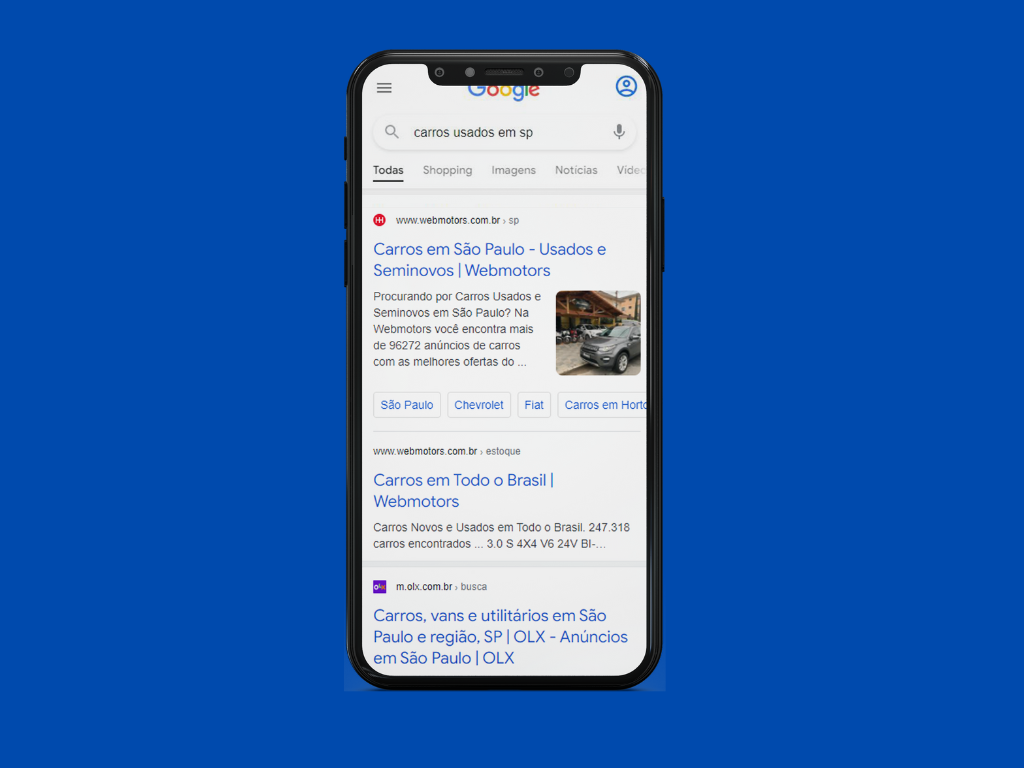 Google
carros usados em sp
Todas Shopping Imagens Notícias Víde
www.webmotors.com.br › sp
Carros em São Paulo - Usados e
Seminovos | Webmotors
Procurando por Carros Usados e
Seminovos em São Paulo? Na
Webmotors você encontra mais
de 96272 anúncios de carros
com as melhores ofertas do ...
São Paulo Chevrolet Fiat Carros em Horto
www.webmotors.com.br › estoque
Carros em Todo o Brasil |
Webmotors
Carros Novos e Usados em Todo o Brasil. 247.318
carros encontrados ... 3.0 S 4X4 V6 24V BI-...
olx m.olx.com.br › busca
Carros, vans e utilitários em São
Paulo e região, SP | OLX - Anúncios
em São Paulo | OLX